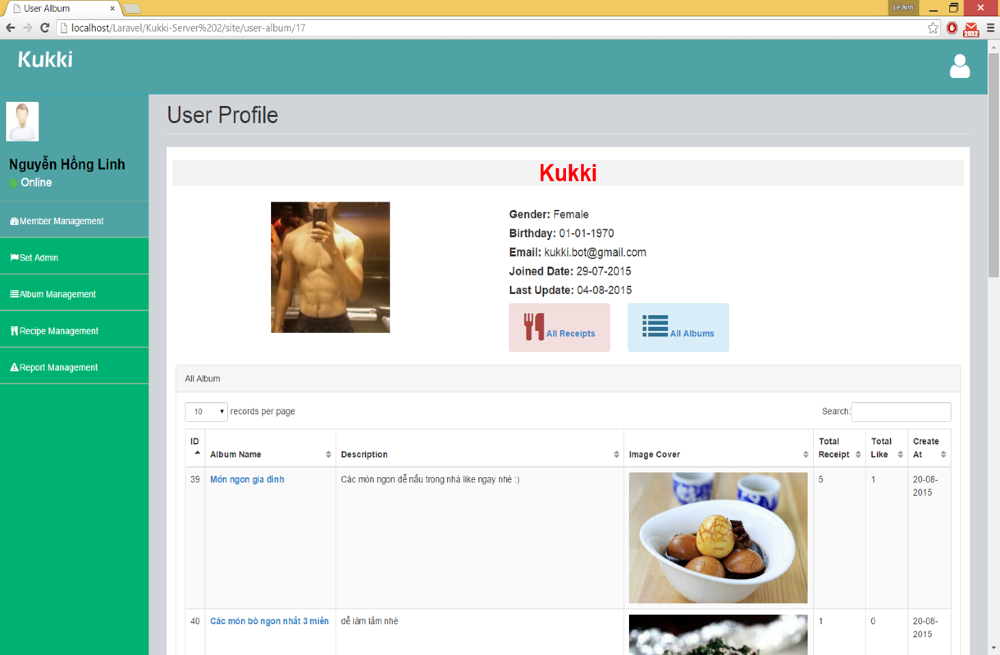 User Album
Lê Anh
localhost/Laravel/Kukki-Server%202/site/user-album/17
2932
Kukki
User Profile
Nguyễn Hồng Linh
Online
Member Management
Set Admin
Album Management
Recipe Management
Report Management
Kukki
Gender: Female
Birthday: 01-01-1970
Email: kukki.bot@gmail.com
Joined Date: 29-07-2015
Last Update: 04-08-2015
All Receipts
All Albums
All Album
10 records per page
Search:
ID Album Name Description Image Cover Total Receipt Total Like Create At
39 Món ngon gia đình Các món ngon dễ nấu trong nhà like ngay nhé :) 5 1 20-08-2015
40 Các món bò ngon nhất 3 miền dễ làm lắm nhé 1 0 20-08-2015